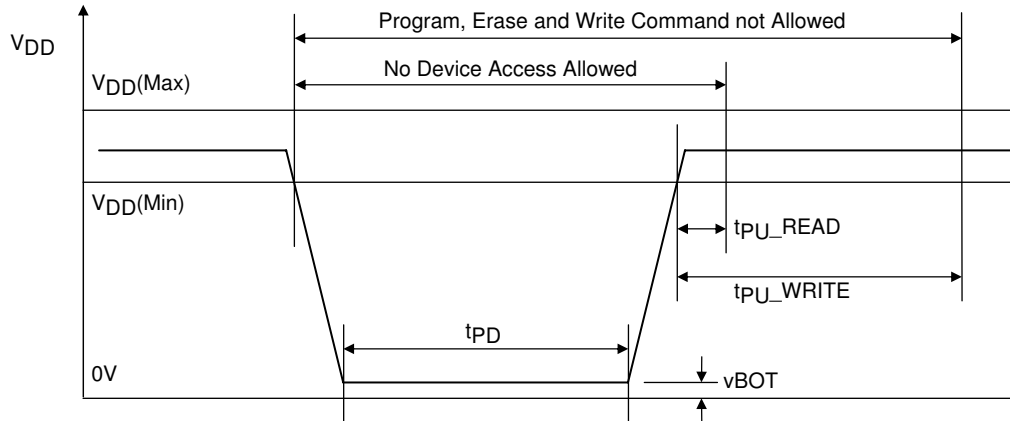 Program, Erase and Write Command not Allowed
VDD
No Device Access Allowed
VDD(Max)
VDD(Min)
tPU_READ
tPU_WRITE
tPD
0V
vBOT